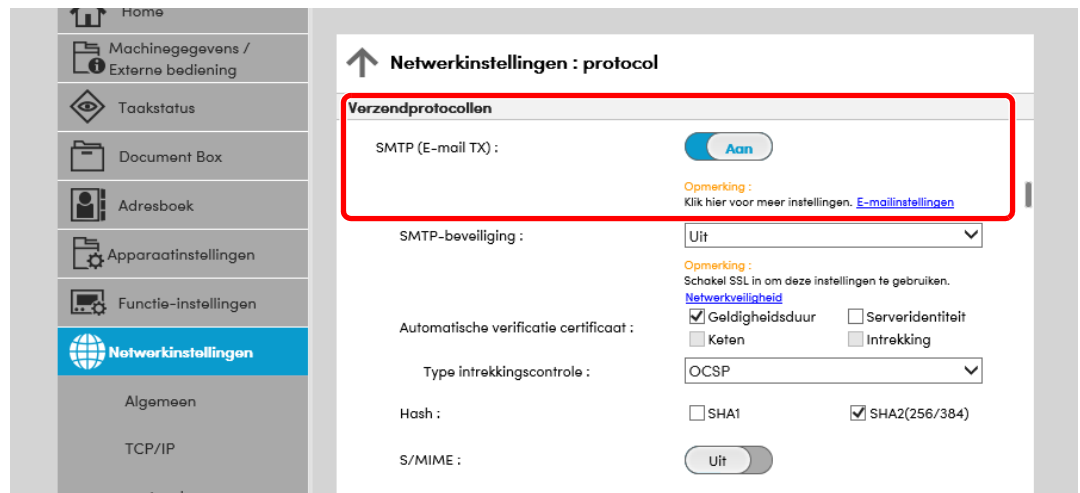 Home
Machinegegevens /
Externe bediening
Taakstatus
Document Box
Adresboek
Apparaatinstellingen
Functie-instellingen
Netwerkinstellingen
Algemeen
TCP/IP
Netwerkinstellingen : protocol
Verzendprotocollen
SMTP (E-mail TX) :
Aan
Opmerking :
Klik hier voor meer instellingen. E-mailinstellingen
SMTP-beveiliging :
Uit
Opmerking :
Schakel SSL in om deze instellingen te gebruiken.
Netwerkveiligheid
Automatische verificatie certificaat :
Geldigheidsduur
Serveridentiteit
Keten
Intrekking
Type intrekkingscontrole :
OCSP
Hash :
SHA1
SHA2(256/384)
S/MIME :
Uit